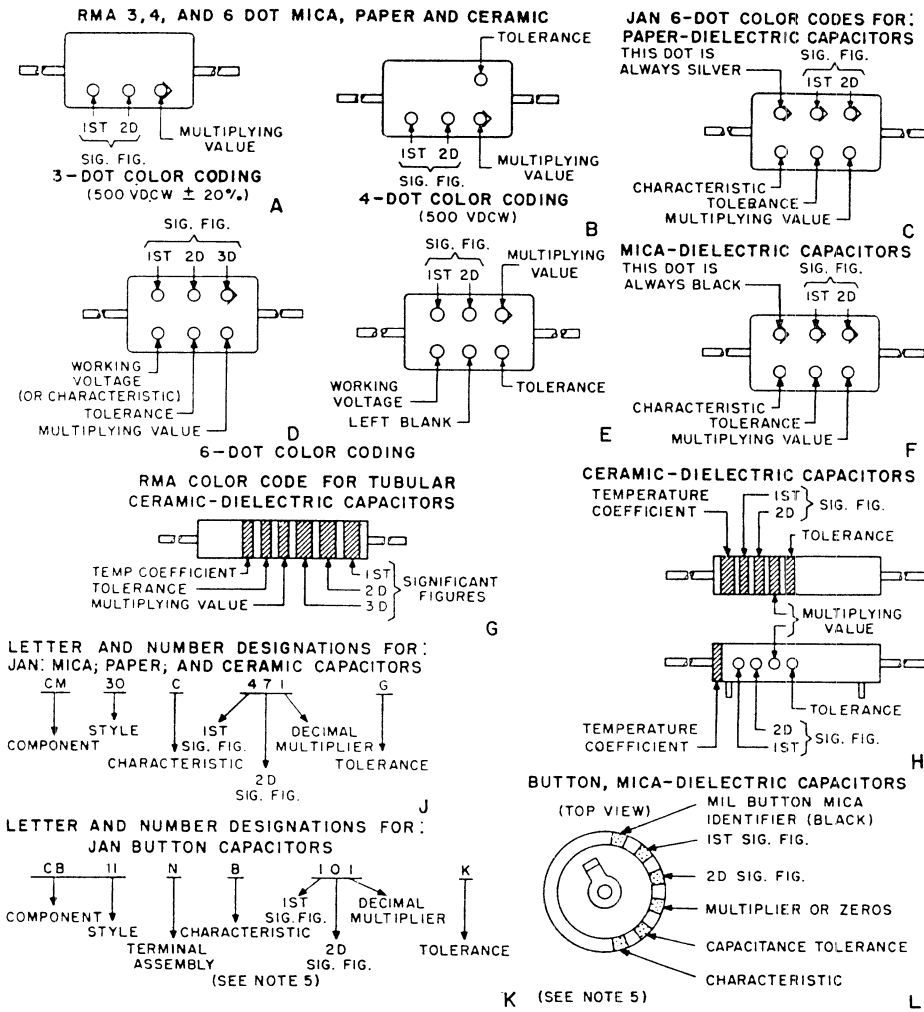 RMA 3, 4, AND 6 DOT MICA, PAPER AND CERAMIC
1ST 2D
SIG. FIG.
MULTIPLYING
VALUE
3-DOT COLOR CODING
(500 VDCW ± 20%)
A
TOLERANCE
1ST 2D
SIG. FIG.
MULTIPLYING
VALUE
4-DOT COLOR CODING
(500 VDCW)
B
JAN 6-DOT COLOR CODES FOR:
PAPER-DIELECTRIC CAPACITORS
THIS DOT IS
ALWAYS SILVER
SIG. FIG.
1ST 2D
CHARACTERISTIC
TOLERANCE
MULTIPLYING VALUE
C
SIG. FIG.
1ST 2D 3D
WORKING
VOLTAGE
(OR CHARACTERISTIC)
TOLERANCE
MULTIPLYING VALUE
D
SIG. FIG.
1ST 2D
MULTIPLYING
VALUE
WORKING
VOLTAGE
LEFT BLANK
TOLERANCE
E
6-DOT COLOR CODING
MICA-DIELECTRIC CAPACITORS
THIS DOT IS
ALWAYS BLACK
SIG. FIG.
1ST 2D
CHARACTERISTIC
TOLERANCE
MULTIPLYING VALUE
F
RMA COLOR CODE FOR TUBULAR
CERAMIC-DIELECTRIC CAPACITORS
TEMP COEFFICIENT
TOLERANCE
MULTIPLYING VALUE
1ST
2D
3D
SIGNIFICANT
FIGURES
G
CERAMIC-DIELECTRIC CAPACITORS
TEMPERATURE
COEFFICIENT
1ST
2D
SIG. FIG.
TOLERANCE
MULTIPLYING
VALUE
TOLERANCE
TEMPERATURE
COEFFICIENT
2D
1ST
SIG. FIG.
H
LETTER AND NUMBER DESIGNATIONS FOR:
JAN: MICA; PAPER; AND CERAMIC CAPACITORS
CM 30 C 471 G
COMPONENT
STYLE
CHARACTERISTIC
1ST
SIG. FIG.
2D
SIG. FIG.
DECIMAL
MULTIPLIER
TOLERANCE
J
LETTER AND NUMBER DESIGNATIONS FOR:
JAN BUTTON CAPACITORS
CB 11 N B 101 K
COMPONENT
STYLE
TERMINAL
ASSEMBLY
CHARACTERISTIC
(SEE NOTE 5)
1ST
SIG. FIG.
2D
SIG. FIG.
DECIMAL
MULTIPLIER
TOLERANCE
K
BUTTON, MICA-DIELECTRIC CAPACITORS
(TOP VIEW)
MIL BUTTON MICA
IDENTIFIER (BLACK)
1ST SIG. FIG.
2D SIG. FIG.
MULTIPLIER OR ZEROS
CAPACITANCE TOLERANCE
CHARACTERISTIC
(SEE NOTE 5)
L